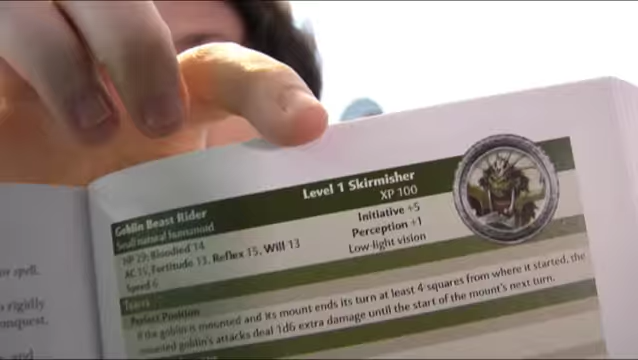 Goblin Beast Rider
Level 1 Skirmisher
Small natural humanoid
XP 100
HP 29; Bloodied 14
Initiative +5
AC 15, Fortitude 13, Reflex 15, Will 13
Perception +1
Speed 6
Low-light vision
Traits
Perfect Position
If the goblin is mounted and its mount ends its turn at least 4 squares from where it started, the
mounted goblin's attacks deal 1d6 extra damage until the start of the mount's next turn.
spell.
rigidly
onquest.
and